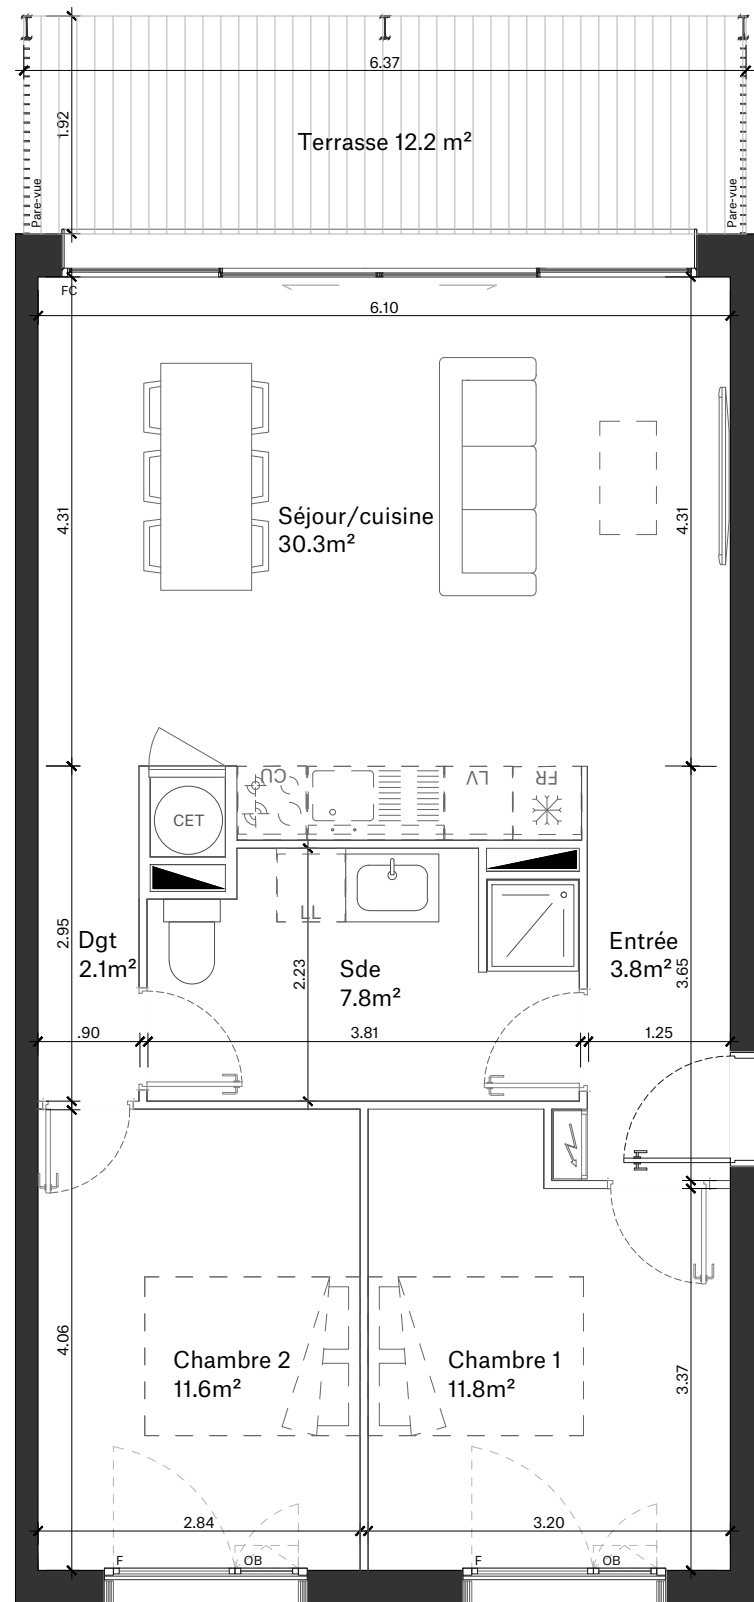 6.37
1.92
Terrasse 12.2 m²
Pare-vue
Pare-vue
FC
6.10
4.31
4.31
Séjour/cuisine
30.3m²
CU
LV
FR
CET
2.95
Dgt
2.1m²
LL
2.23
Sde
7.8m²
Entrée
3.8m²
3.65
.90
3.81
1.25
4.06
Chambre 2
11.6m²
Chambre 1
11.8m²
3.37
2.84
3.20
F
OB
F
OB